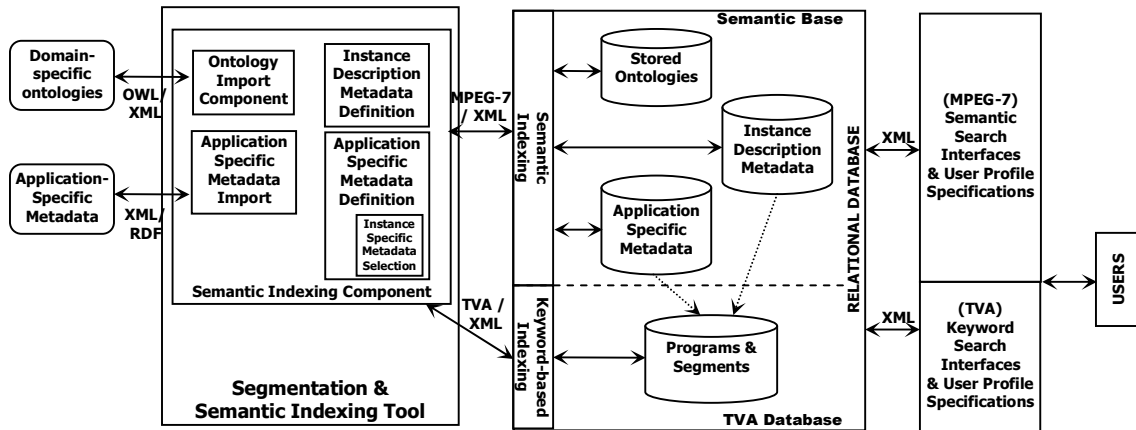 Domain-
specific
ontologies
OWL/
XML
Application-
Specific
Metadata
XML/
RDF
Ontology
Import
Component
Application
Specific
Metadata
Import
Instance
Description
Metadata
Definition
Application
Specific
Metadata
Definition
Instance
Specific
Metadata
Selection
Semantic Indexing Component
Segmentation &
Semantic Indexing Tool
MPEG-7
/ XML
TVA /
XML
Semantic
Indexing
Keyword-based
Indexing
Semantic Base
Stored
Ontologies
Instance
Description
Metadata
Application
Specific
Metadata
Programs &
Segments
TVA Database
RELATIONAL DATABASE
XML
XML
(MPEG-7)
Semantic
Search
Interfaces
& User Profile
Specifications
(TVA)
Keyword
Search
Interfaces
& User Profile
Specifications
USERS